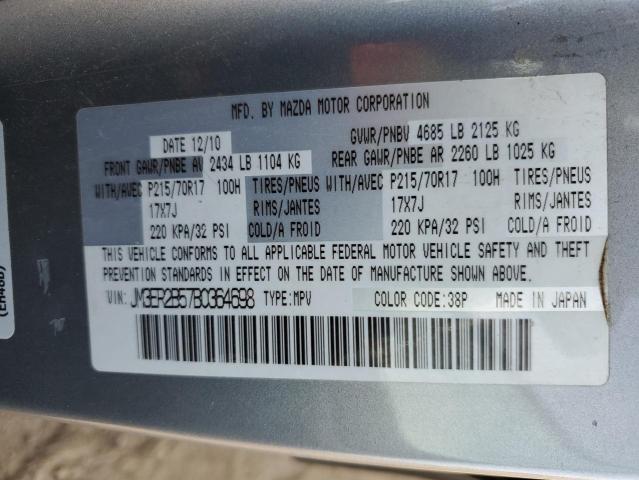 MFD. BY MAZDA MOTOR CORPORATION
DATE 12/10 GVWR/PNBV 4685 LB 2125 KG
FRONT GAWR/PNBE AV 2434 LB 1104 KG REAR GAWR/PNBE AR 2260 LB 1025 KG
WITH/AVEC P215/70R17 100H TIRES/PNEUS WITH/AVEC P215/70R17 100H TIRES/PNEUS
17X7J RIMS/JANTES 17X7J RIMS/JANTES
220 KPA/32 PSI COLD/A FROID 220 KPA/32 PSI COLD/A FROID
THIS VEHICLE CONFORMS TO ALL APPLICABLE FEDERAL MOTOR VEHICLE SAFETY AND THEFT
PREVENTION STANDARDS IN EFFECT ON THE DATE OF MANUFACTURE SHOWN ABOVE.
VIN: JM3ER2B57B0364698 TYPE:MPV COLOR CODE:38P MADE IN JAPAN